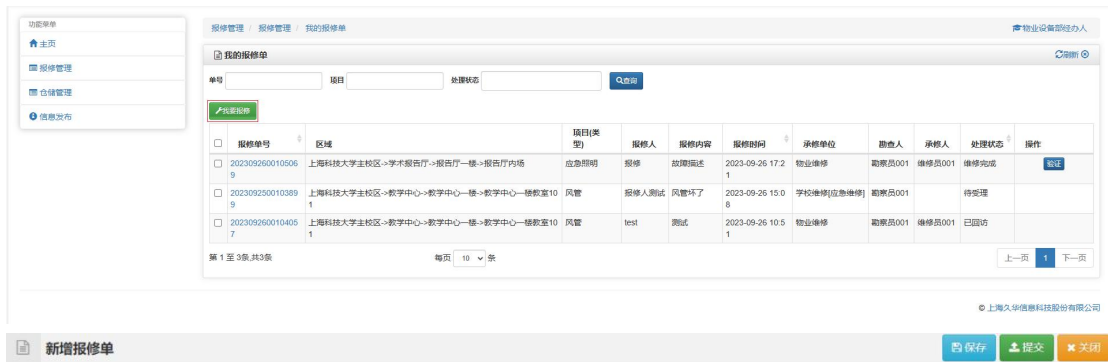 功能菜单
主页
报修管理
仓储管理
信息发布
报修管理 / 报修管理 / 我的报修单
物业设备部经办人
我的报修单
刷新
单号 项目 处理状态 查询
我要报修
报修单号 区域 项目(类型) 报修人 报修内容 报修时间 承修单位 勘查人 承修人 处理状态 操作
202309260010506 上海科技大学主校区->学术报告厅->报告厅一楼->报告厅内场 应急照明 报修 故障描述 2023-09-26 17:2 物业维修 勘察员001 维修员001 维修完成 验证
9 1
202309250010389 上海科技大学主校区->教学中心->教学中心一楼->教学中心一楼教室10 风管 报修人测试 风管坏了 2023-09-26 15:0 学校维修[应急维修] 勘察员001 待受理
9 1 8
202309260010405 上海科技大学主校区->教学中心->教学中心一楼->教学中心一楼教室10 风管 test 测试 2023-09-26 10:5 物业维修 勘察员001 维修员001 已回访
7 1 1
第 1 至 3条,共3条 每页 10 条 上一页 1 下一页
© 上海久华信息科技股份有限公司
新增报修单 保存 提交 关闭